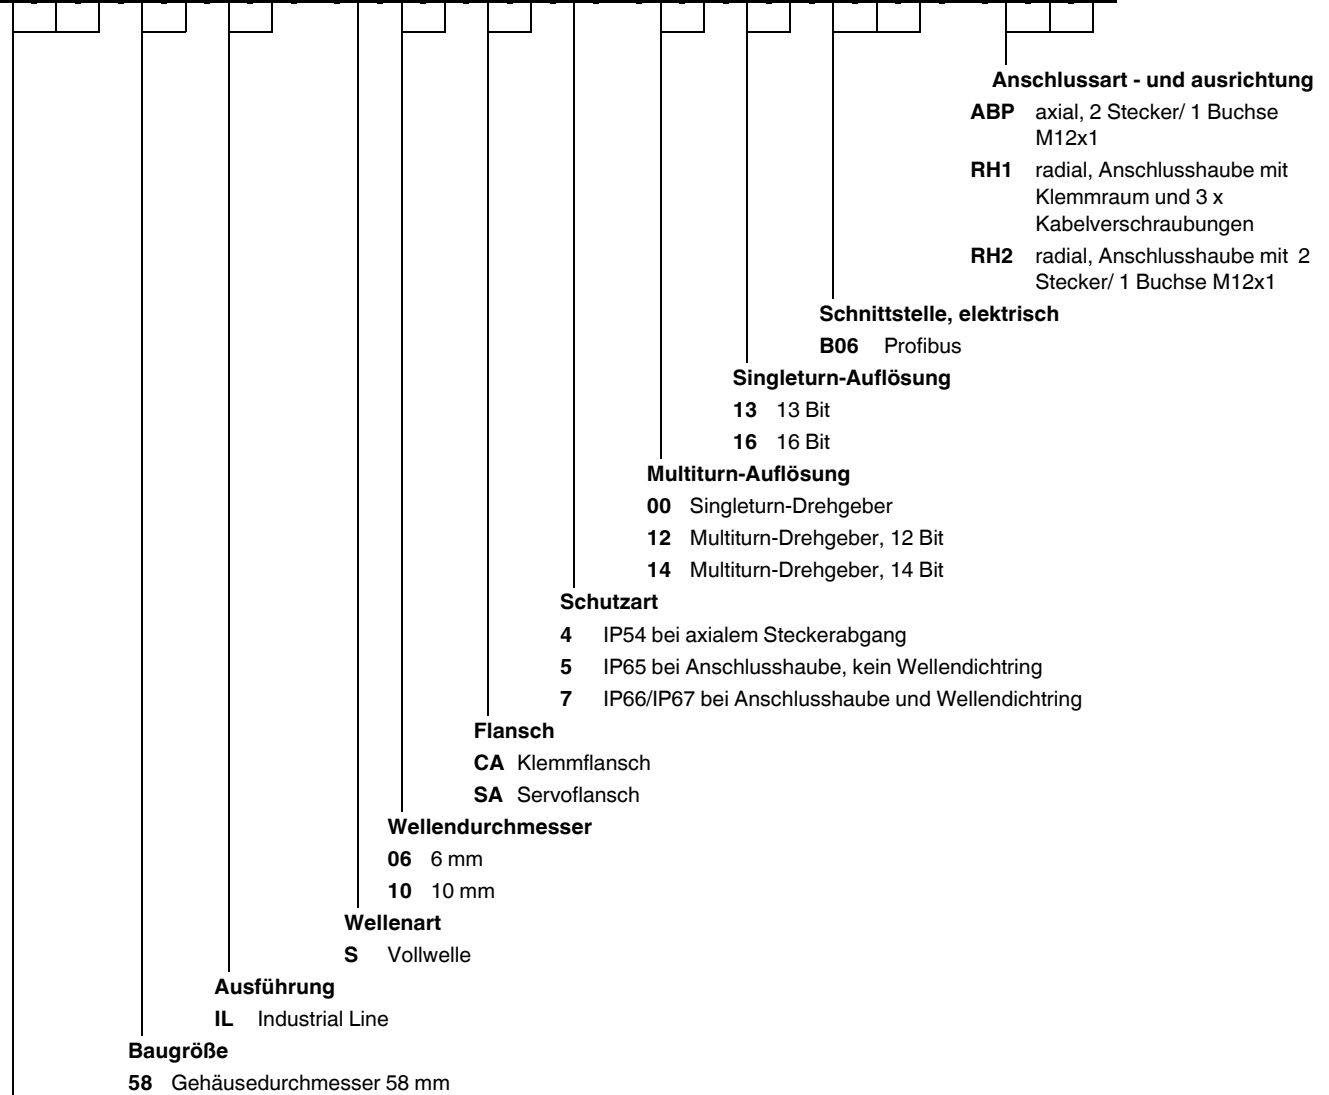 Anschlussart - und ausrichtung
ABP axial, 2 Stecker/ 1 Buchse
M12x1
RH1 radial, Anschlusshaube mit
Klemmraum und 3 x
Kabelverschraubungen
RH2 radial, Anschlusshaube mit 2
Stecker/ 1 Buchse M12x1
Schnittstelle, elektrisch
B06 Profibus
Singleturn-Auflösung
13 13 Bit
16 16 Bit
Multiturn-Auflösung
00 Singleturn-Drehgeber
12 Multiturn-Drehgeber, 12 Bit
14 Multiturn-Drehgeber, 14 Bit
Schutzart
4 IP54 bei axialem Steckerabgang
5 IP65 bei Anschlusshaube, kein Wellendichtring
7 IP66/IP67 bei Anschlusshaube und Wellendichtring
Flansch
CA Klemmflansch
SA Servoflansch
Wellendurchmesser
06 6 mm
10 10 mm
Wellenart
S Vollwelle
Ausführung
IL Industrial Line
Baugröße
58 Gehäusedurchmesser 58 mm